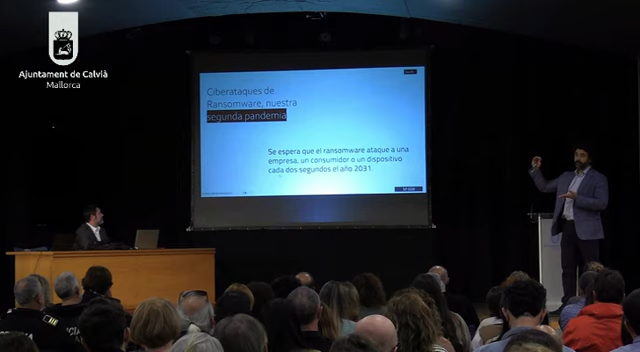 Ajuntament de Calvià
Mallorca
Ciberataques de
Ransomware, nuestra
segunda pandemia
Se espera que el ransomware ataque a una
empresa, un consumidor o un dispositivo
cada dos segundos el año 2031.